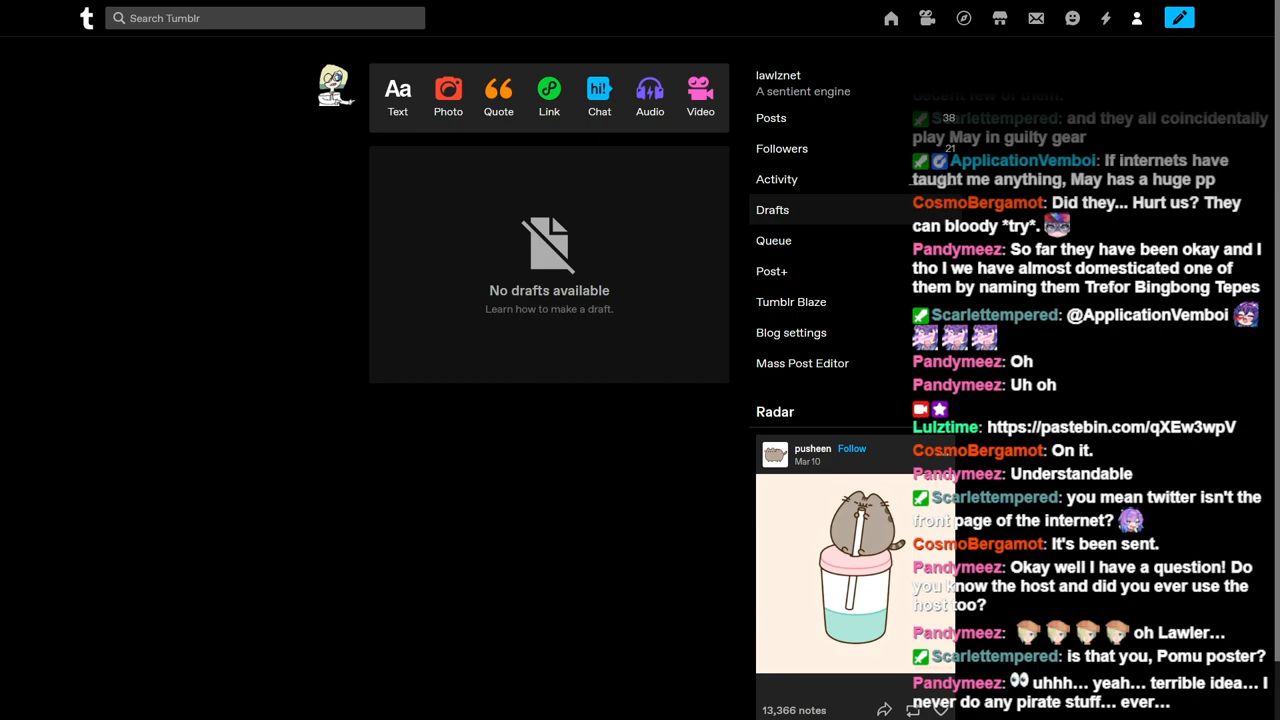 t
Search Tumblr
Aa
hi!
Text
Photo
Quote
Link
Chat
Audio
Video
No drafts available
Learn how to make a draft.
lawlznet
A sentient engine
Posts 38
Followers 21
Activity
Drafts
Queue
Post+
Tumblr Blaze
Blog settings
Mass Post Editor
Radar
pusheen Follow
Mar 10
13,366 notes
decent few of them.
Scarlettempered: and they all coincidentally
play May in guilty gear
ApplicationVemboi: If internets have
taught me anything, May has a huge pp
CosmoBergamot: Did they... Hurt us? They
can bloody *try*.
Pandymeez: So far they have been okay and I
tho I we have almost domesticated one of
them by naming them Trefor Bingbong Tepes
Scarlettempered: @ApplicationVemboi
Pandymeez: Oh
Pandymeez: Uh oh
Lulztime: https://pastebin.com/qXEw3wpV
CosmoBergamot: On it.
Pandymeez: Understandable
Scarlettempered: you mean twitter isn't the
front page of the internet?
CosmoBergamot: It's been sent.
Pandymeez: Okay well I have a question! Do
you know the host and did you ever use the
host too?
Pandymeez: oh Lawler...
Scarlettempered: is that you, Pomu poster?
Pandymeez: uhhh... yeah... terrible idea... I
never do any pirate stuff... ever...